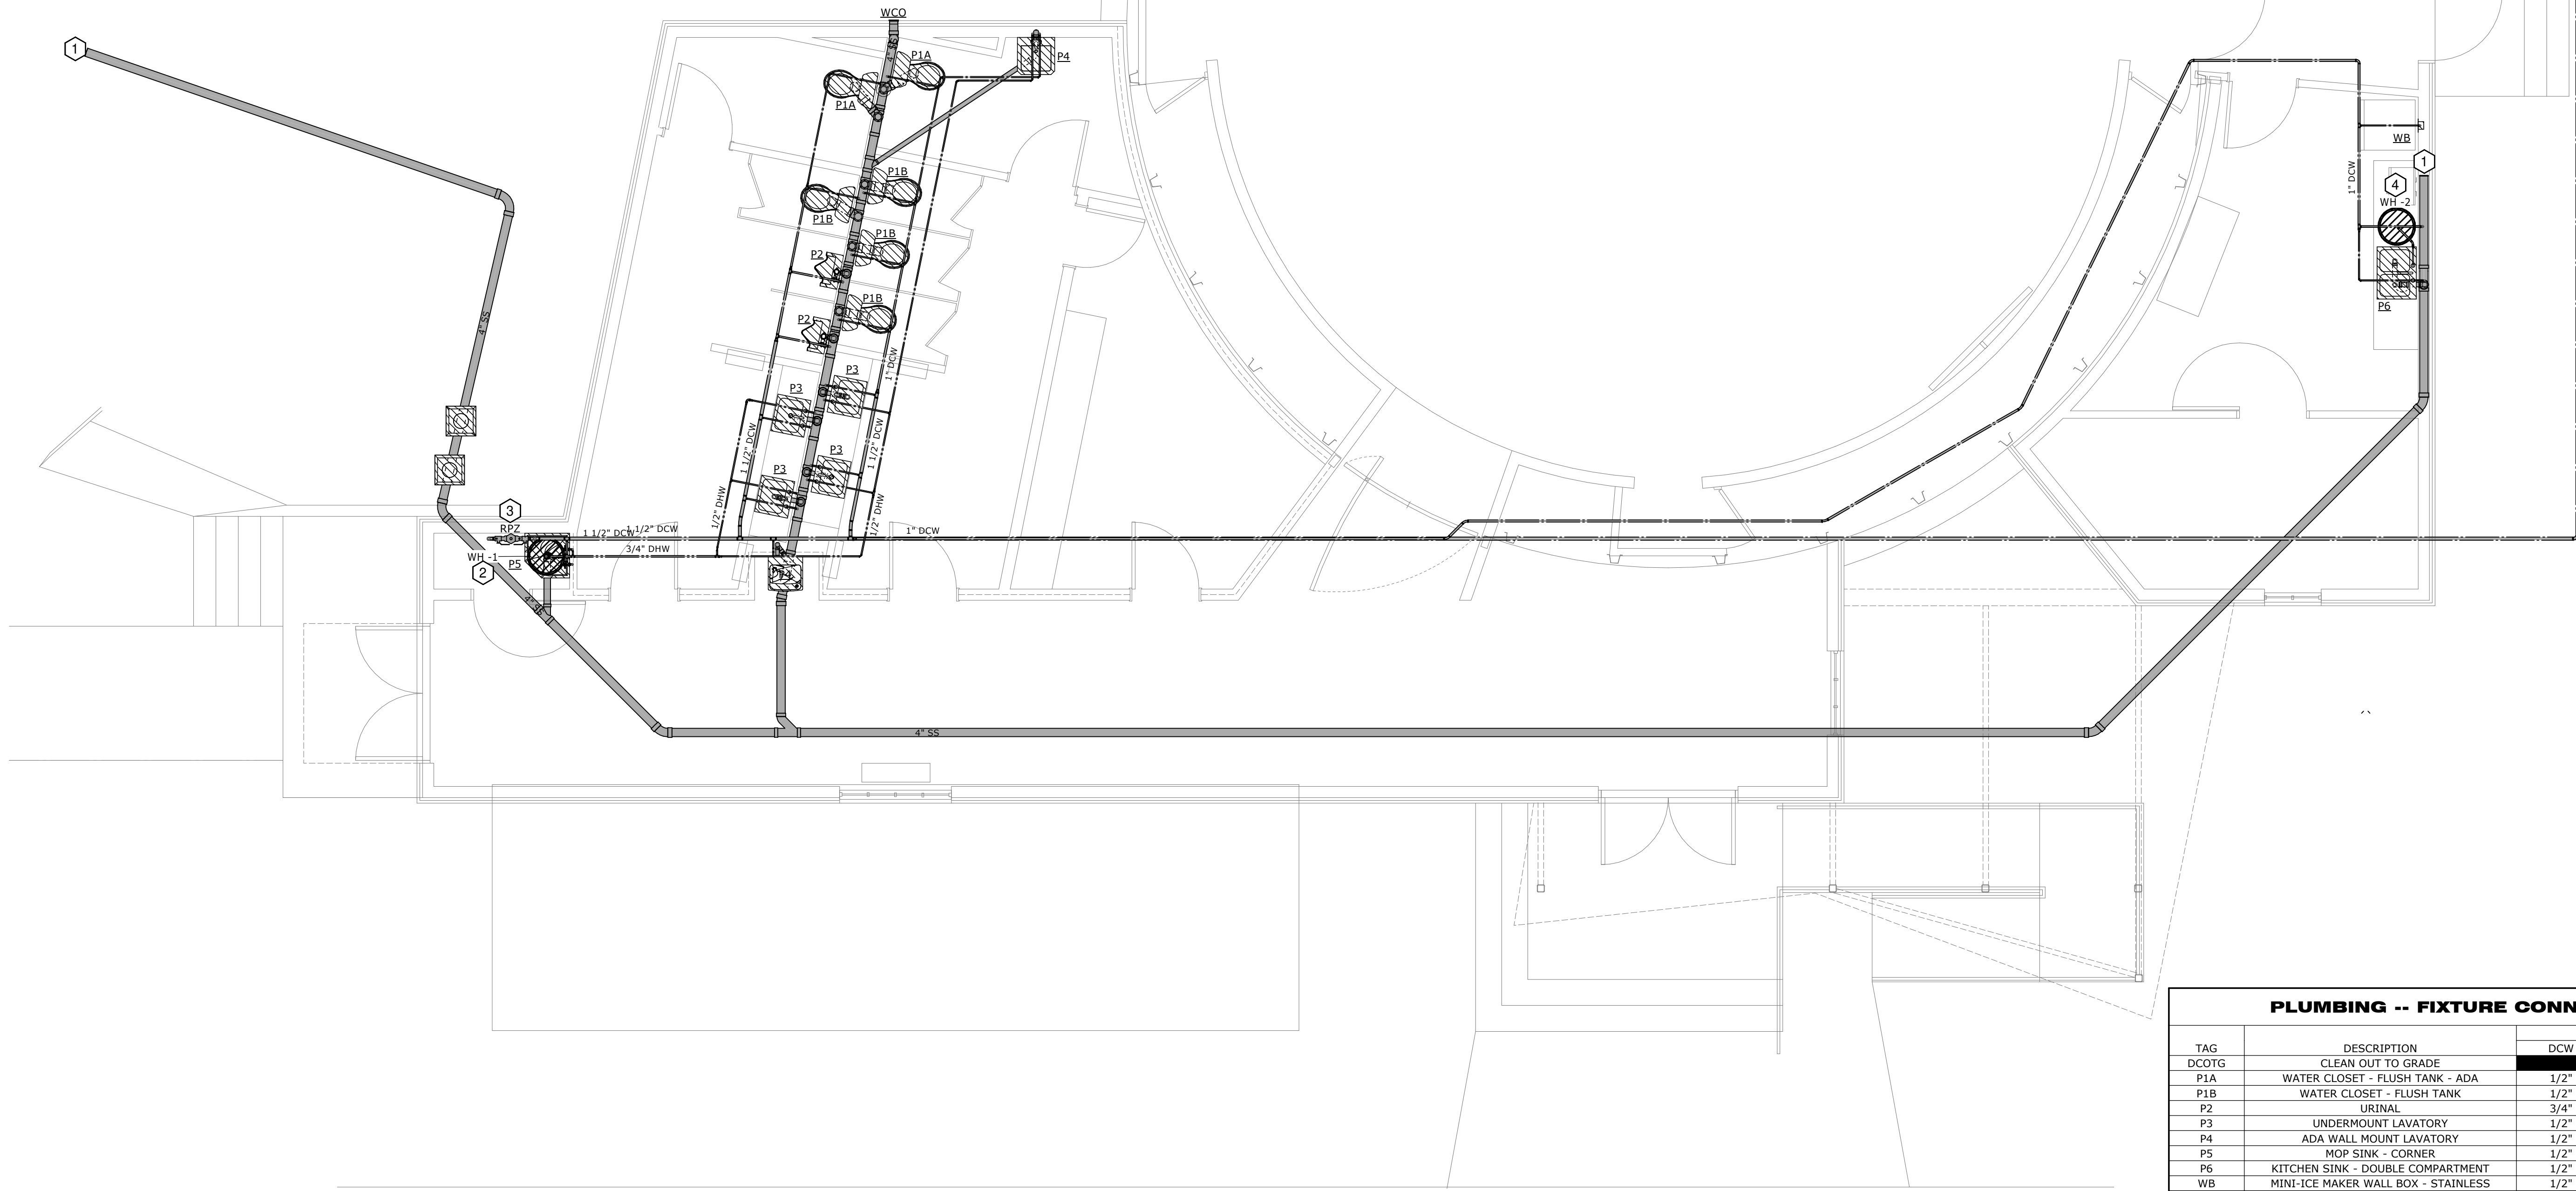 WCO
1
P1A
P4
4" SS
P1A
WB
1
P1B
1" DCW
4
WH -2
P1B
P1B
P2
P1B
P6
P2
4" SS
1" DCW
P3
P3
1 1/2" DCW
1 1/2" DCW
P3
P3
1/2" DHW
1/2" DHW
3
RPZ
1 1/2" DCW
1 1/2" DCW
1" DCW
3/4" DHW
WH -1
P5
2
4" SS
4" SS
PLUMBING -- FIXTURE CONN
TAG DESCRIPTION DCW
DCOTG CLEAN OUT TO GRADE
P1A WATER CLOSET - FLUSH TANK - ADA 1/2"
P1B WATER CLOSET - FLUSH TANK 1/2"
P2 URINAL 3/4"
P3 UNDERMOUNT LAVATORY 1/2"
P4 ADA WALL MOUNT LAVATORY 1/2"
P5 MOP SINK - CORNER 1/2"
P6 KITCHEN SINK - DOUBLE COMPARTMENT 1/2"
WB MINI-ICE MAKER WALL BOX - STAINLESS 1/2"